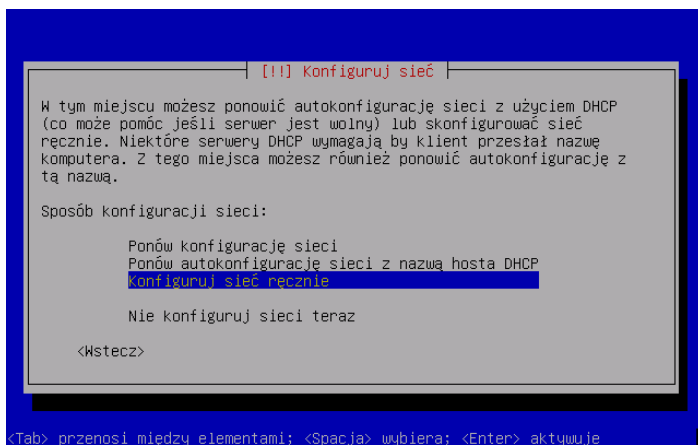 [!!] Konfiguruj sieć
W tym miejscu możesz ponowić autokonfigurację sieci z użyciem DHCP
(co może pomóc jeśli serwer jest wolny) lub skonfigurować sieć
ręcznie. Niektóre serwery DHCP wymagają by klient przesłał nazwę
komputera. Z tego miejsca możesz również ponowić autokonfigurację z
tą nazwą.
Sposób konfiguracji sieci:
Ponów konfigurację sieci
Ponów autokonfigurację sieci z nazwą hosta DHCP
Konfiguruj sieć ręcznie
Nie konfiguruj sieci teraz
<Wstecz>
<Tab> przenosi między elementami; <Spacja> wybiera; <Enter> aktywuje